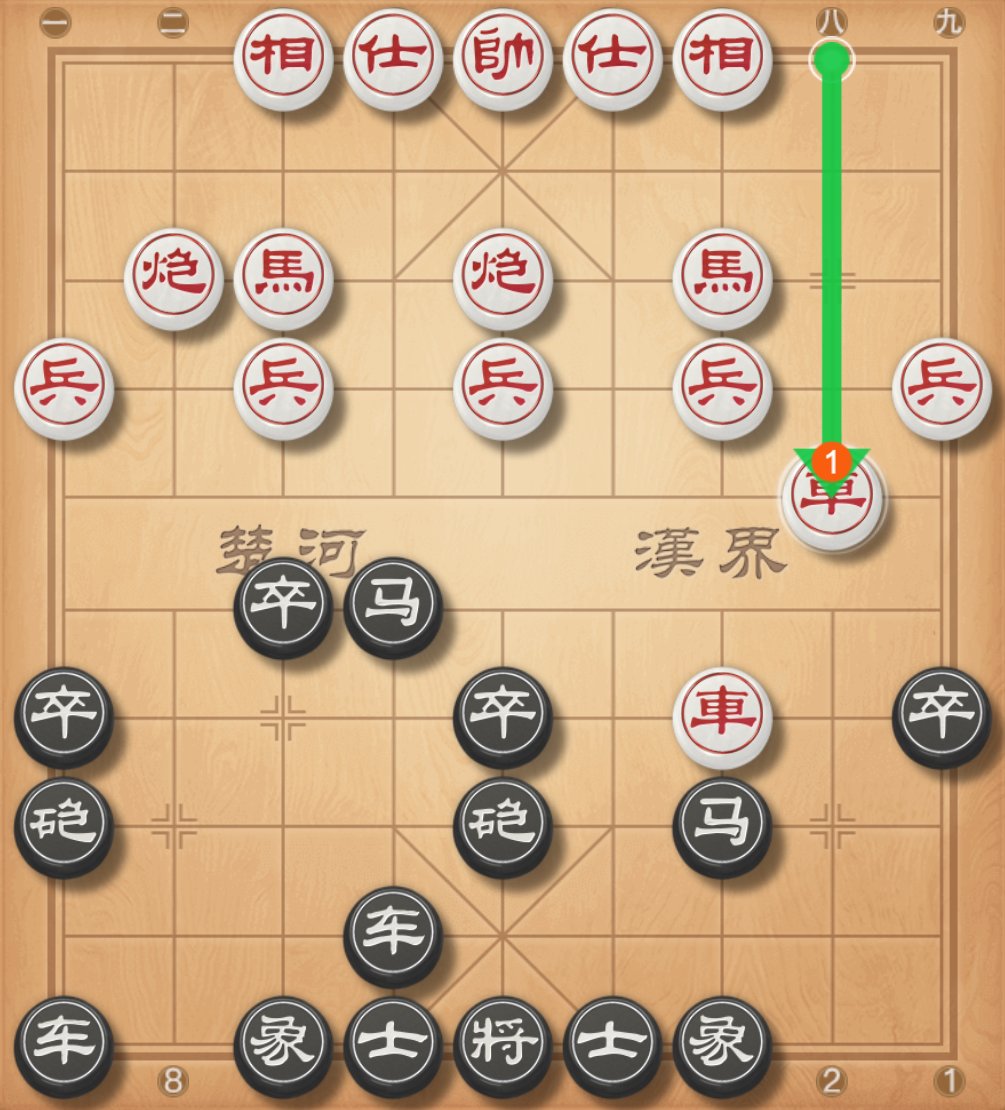 一 二 八 九
相 仕 帥 仕 相
炮 馬 炮 馬
兵 兵 兵 兵 兵
1
車
楚河 漢界
卒 马
卒 卒 車 卒
砲 砲 马
车
车 象 士 將 士 象
8 2 1